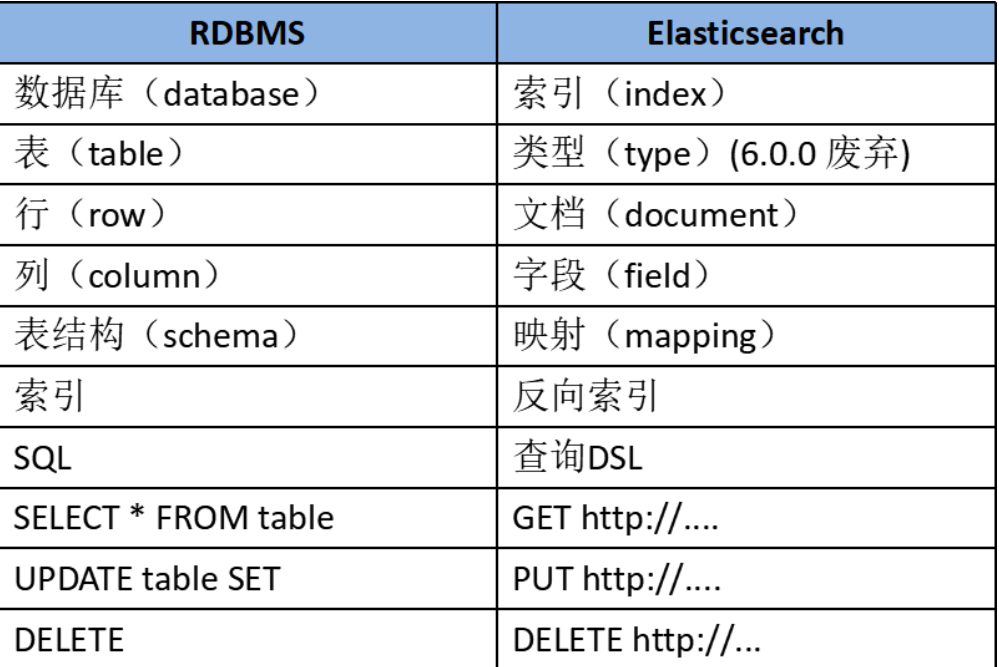 RDBMS Elasticsearch
数据库（database） 索引（index）
表（table） 类型（type）(6.0.0 废弃)
行（row） 文档（document）
列（column） 字段（field）
表结构（schema） 映射（mapping）
索引 反向索引
SQL 查询DSL
SELECT * FROM table GET http://....
UPDATE table SET PUT http://....
DELETE DELETE http://...